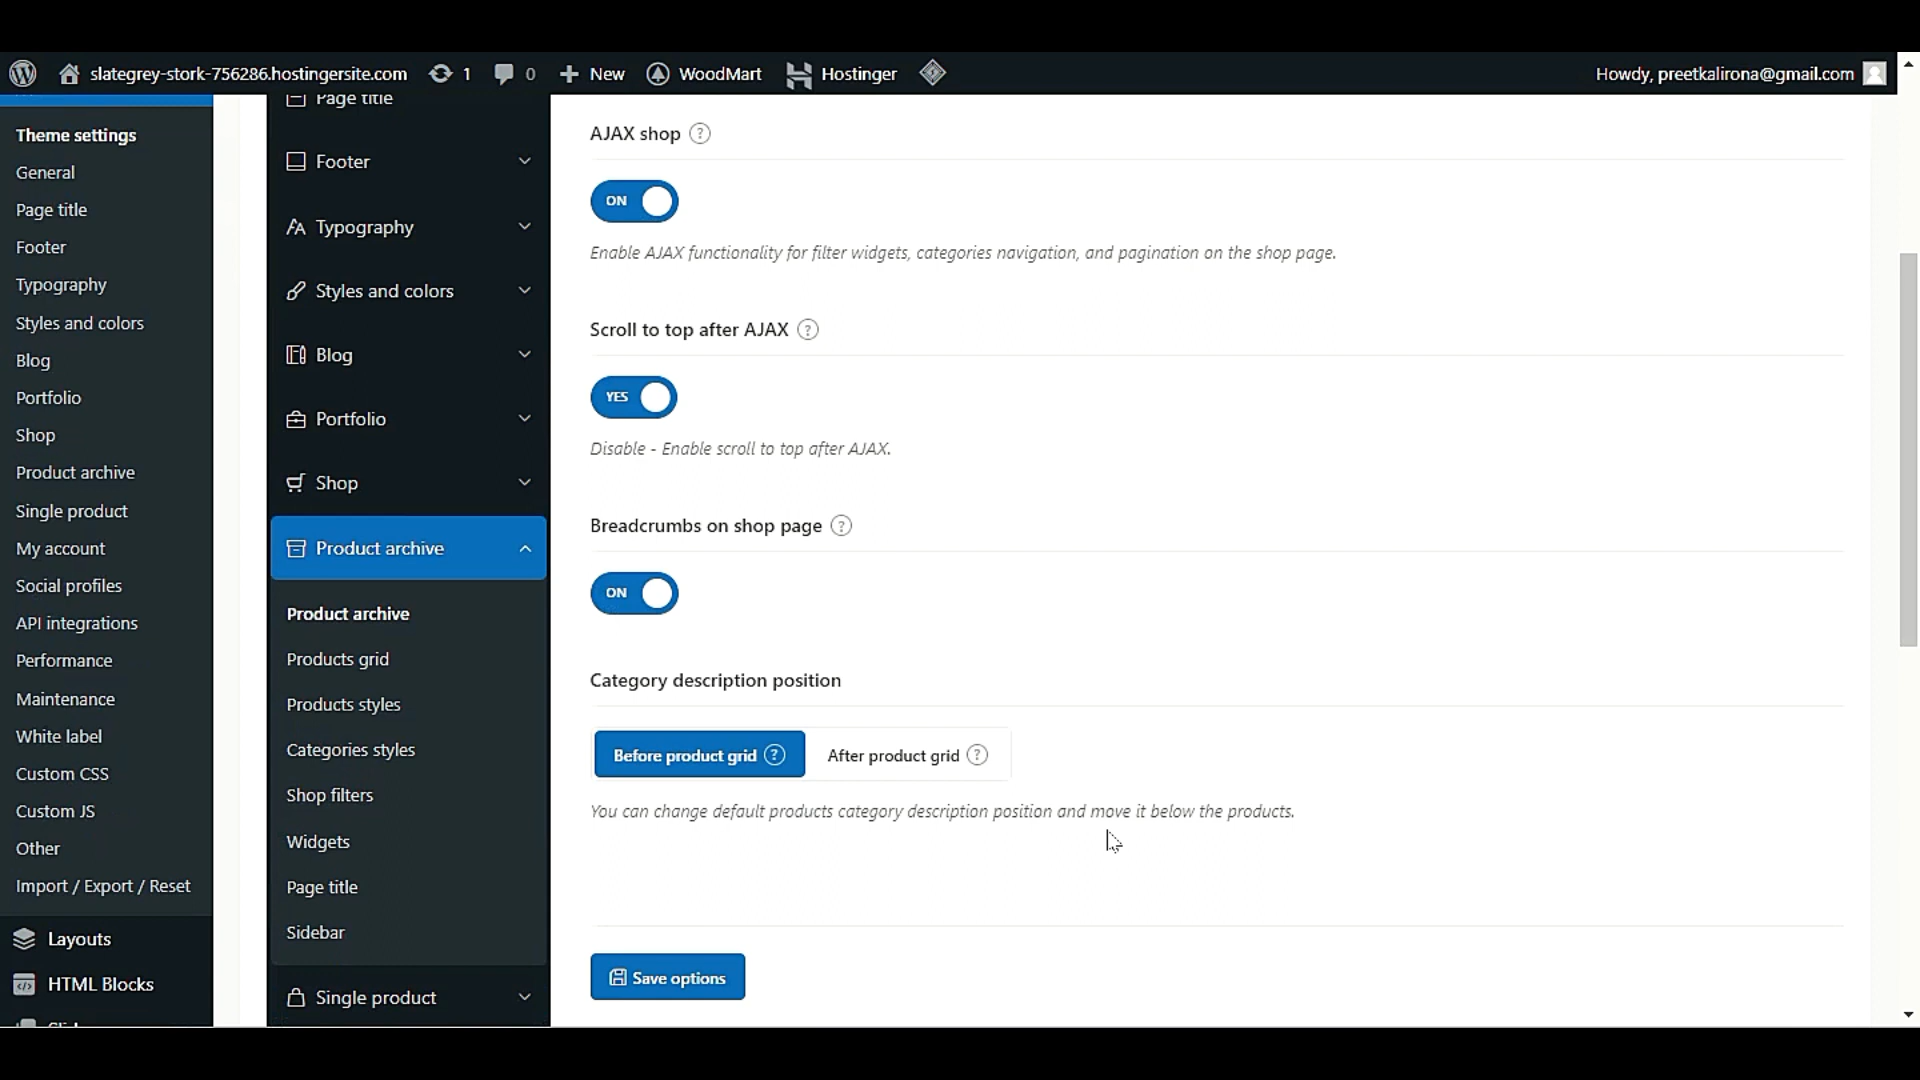 slategrey-stork-756286.hostingersite.com 1 0 New WoodMart Hostinger Howdy, preetkalirona@gmail.com
Theme settings
General
Page title
Footer
Typography
Styles and colors
Blog
Portfolio
Shop
Product archive
Single product
My account
Social profiles
API integrations
Performance
Maintenance
White label
Custom CSS
Custom JS
Other
Import / Export / Reset
Layouts
HTML Blocks
Page title
Footer
Typography
Styles and colors
Blog
Portfolio
Shop
Product archive
Product archive
Products grid
Products styles
Categories styles
Shop filters
Widgets
Page title
Sidebar
Single product
AJAX shop ?
ON
Enable AJAX functionality for filter widgets, categories navigation, and pagination on the shop page.
Scroll to top after AJAX ?
YES
Disable - Enable scroll to top after AJAX.
Breadcrumbs on shop page ?
ON
Category description position
Before product grid ? After product grid ?
You can change default products category description position and move it below the products.
Save options